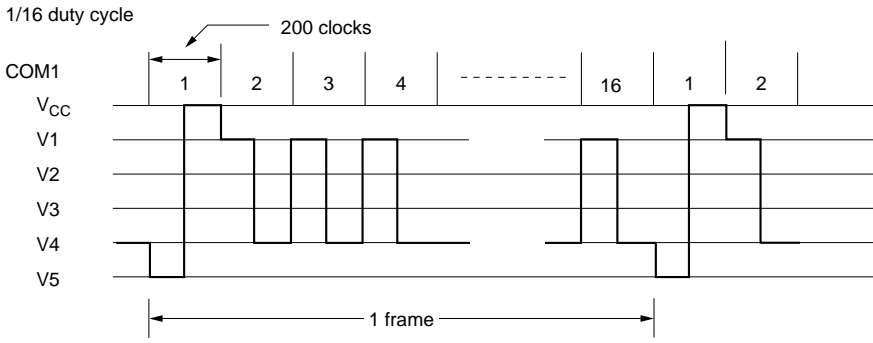 1/16 duty cycle
200 clocks
COM1
1 2 3 4 16 1 2
VCC
V1
V2
V3
V4
V5
1 frame